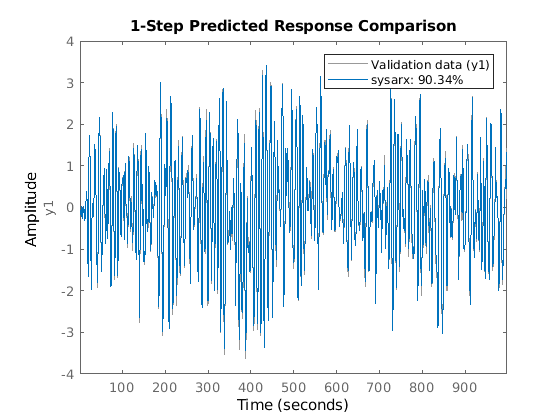 1-Step Predicted Response Comparison
Validation data (y1)
sysarx: 90.34%
Amplitude
y1
4
3
2
1
0
-1
-2
-3
-4
100 200 300 400 500 600 700 800 900
Time (seconds)